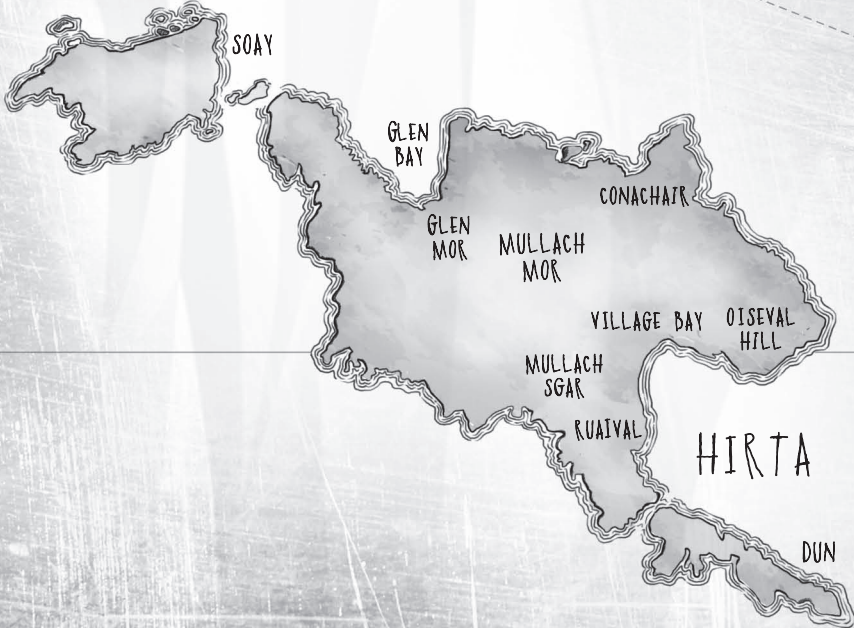 SOAY
GLEN
BAY
CONACHAIR
GLEN
MOR
MULLACH
MOR
VILLAGE BAY
OISEVAL
HILL
MULLACH
SGAR
RUAIVAL
HIRTA
DUN